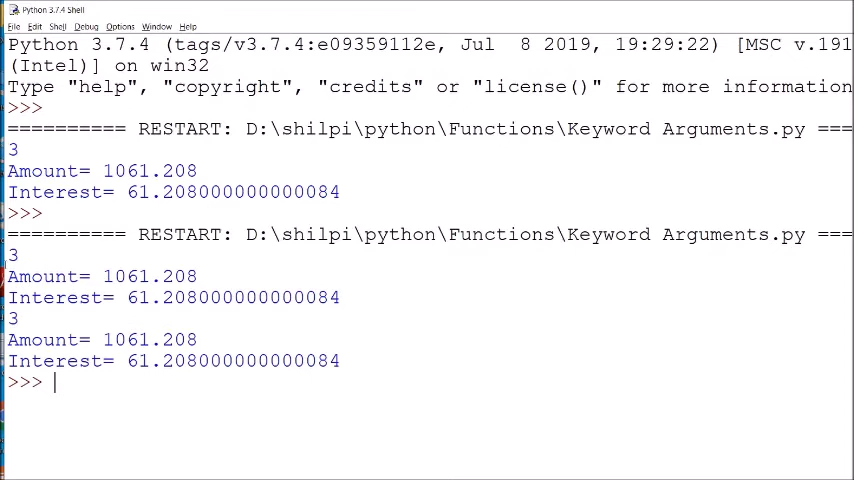 Python 3.7.4 Shell
File Edit Shell Debug Options Window Help
Python 3.7.4 (tags/v3.7.4:e09359112e, Jul  8 2019, 19:29:22) [MSC v.191
(Intel)] on win32
Type "help", "copyright", "credits" or "license()" for more information
>>>
========== RESTART: D:\shilpi\python\Functions\Keyword Arguments.py ===
3
Amount= 1061.208
Interest= 61.208000000000084
>>>
========== RESTART: D:\shilpi\python\Functions\Keyword Arguments.py ===
3
Amount= 1061.208
Interest= 61.208000000000084
3
Amount= 1061.208
Interest= 61.208000000000084
>>>